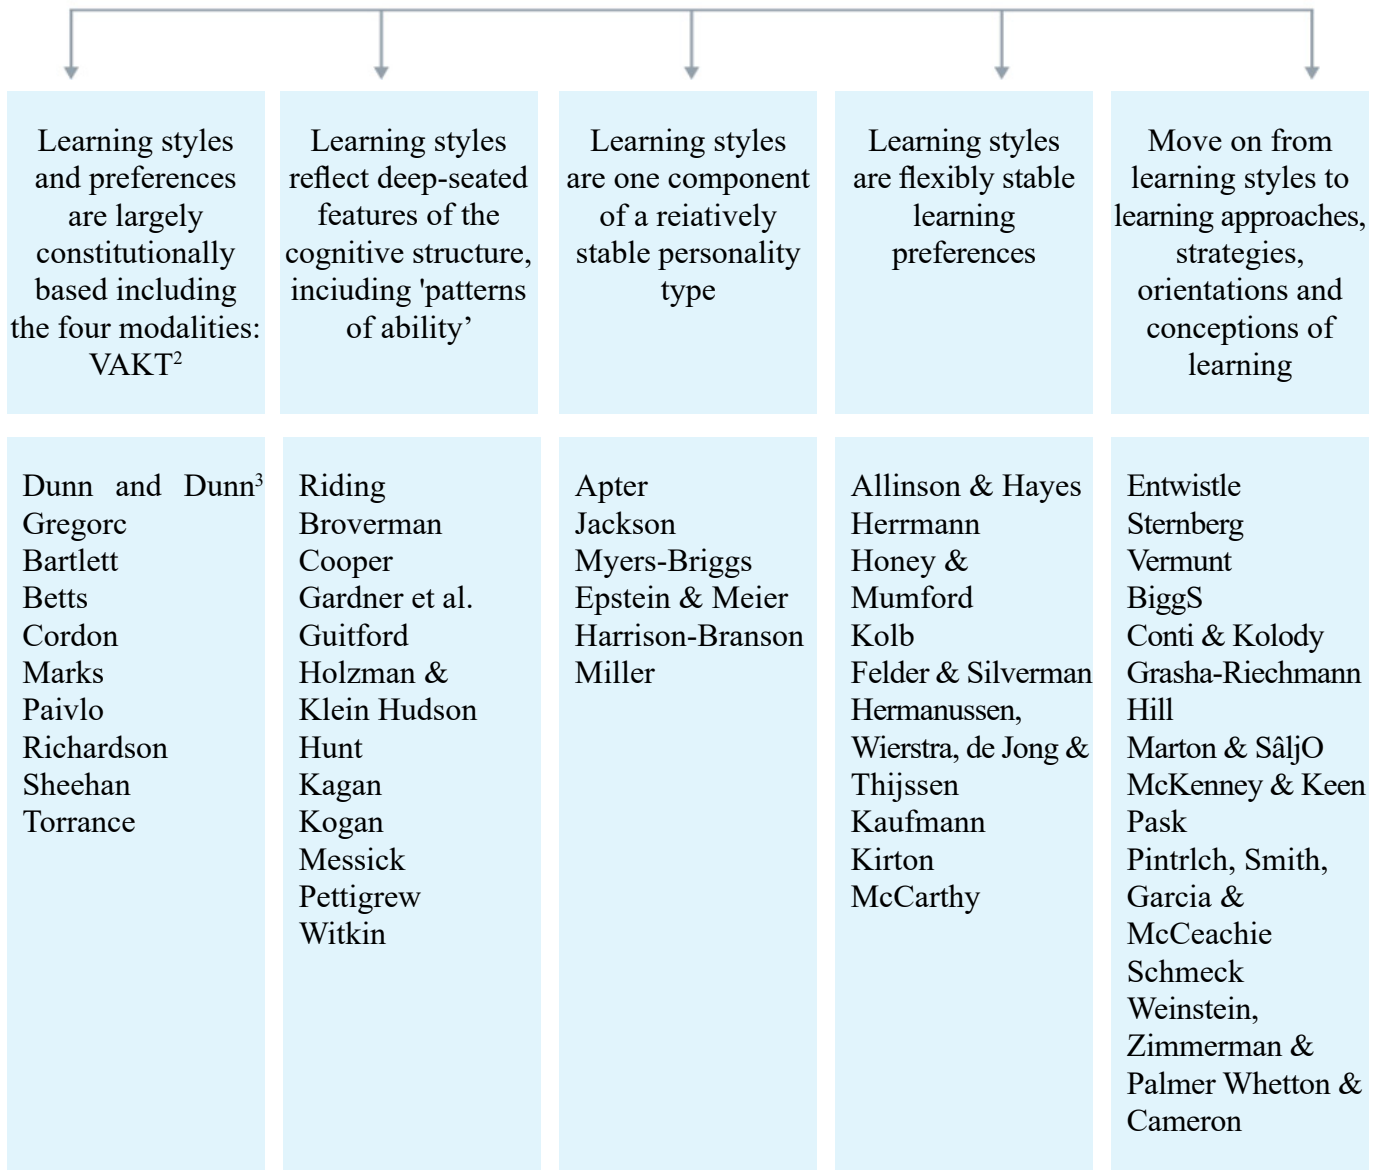 Learning styles
and preferences
are largely
constitutionally
based including
the four modalities:
VAKT²
Learning styles
reflect deep-seated
features of the
cognitive structure,
inciuding 'patterns
of ability’
Learning styles
are one component
of a reiatively
stable personality
type
Learning styles
are flexibly stable
learning
preferences
Move on from
learning styles to
learning approaches,
strategies,
orientations and
conceptions of
learning
Dunn and Dunn³
Gregorc
Bartlett
Betts
Cordon
Marks
Paivlo
Richardson
Sheehan
Torrance
Riding
Broverman
Cooper
Gardner et al.
Guitford
Holzman &
Klein Hudson
Hunt
Kagan
Kogan
Messick
Pettigrew
Witkin
Apter
Jackson
Myers-Briggs
Epstein & Meier
Harrison-Branson
Miller
Allinson & Hayes
Herrmann
Honey &
Mumford
Kolb
Felder & Silverman
Hermanussen,
Wierstra, de Jong &
Thijssen
Kaufmann
Kirton
McCarthy
Entwistle
Sternberg
Vermunt
BiggS
Conti & Kolody
Grasha-Riechmann
Hill
Marton & SâljO
McKenney & Keen
Pask
Pintrlch, Smith,
Garcia &
McCeachie
Schmeck
Weinstein,
Zimmerman &
Palmer Whetton &
Cameron